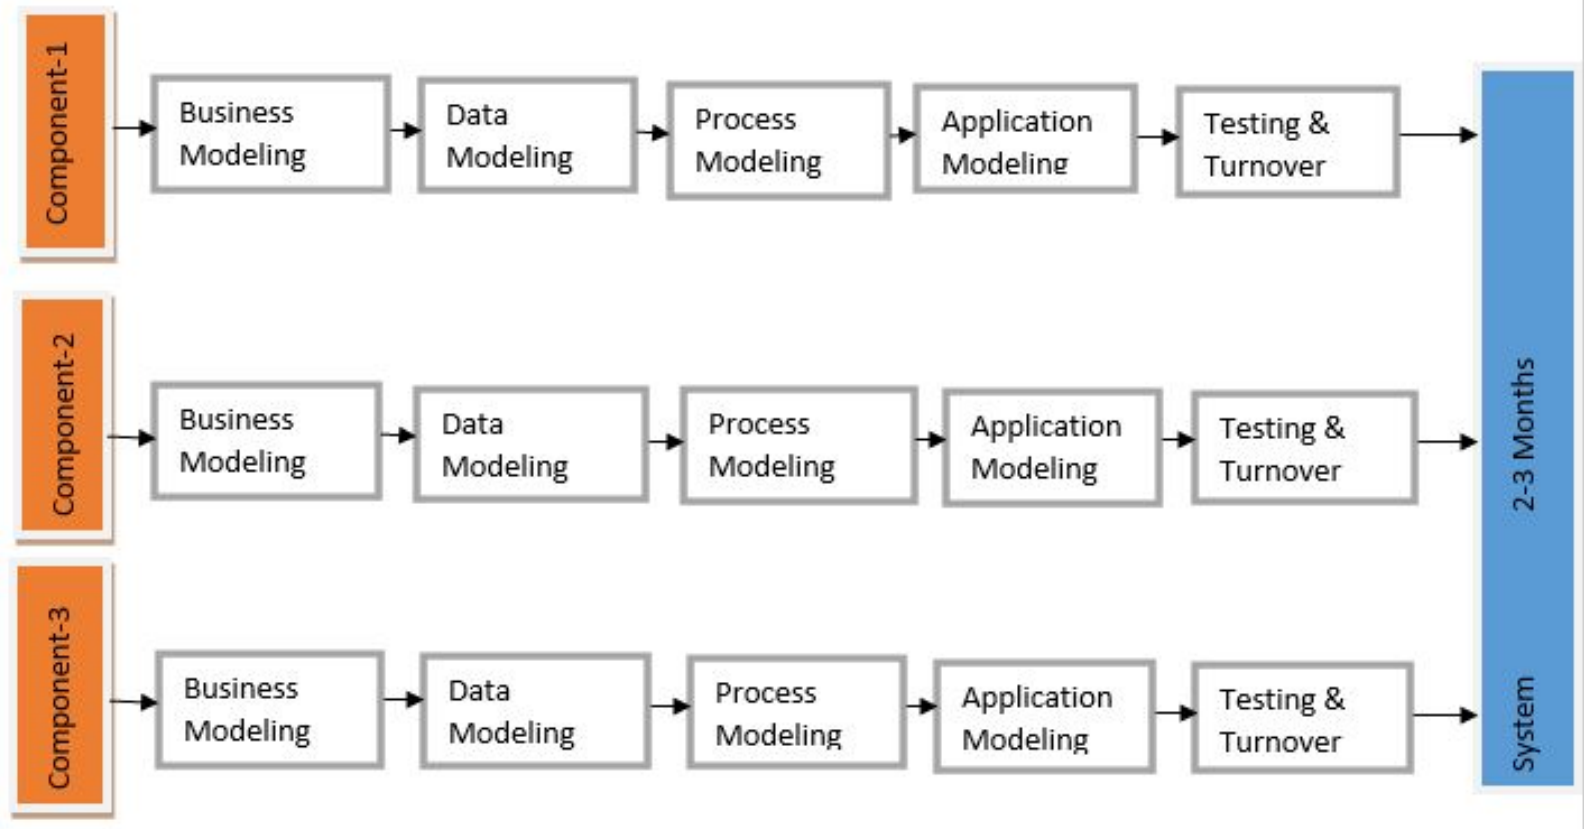 Component-1
Business
Modeling
Data
Modeling
Process
Modeling
Application
Modeling
Testing &
Turnover
Component-2
Business
Modeling
Data
Modeling
Process
Modeling
Application
Modeling
Testing &
Turnover
Component-3
Business
Modeling
Data
Modeling
Process
Modeling
Application
Modeling
Testing &
Turnover
System 2-3 Months